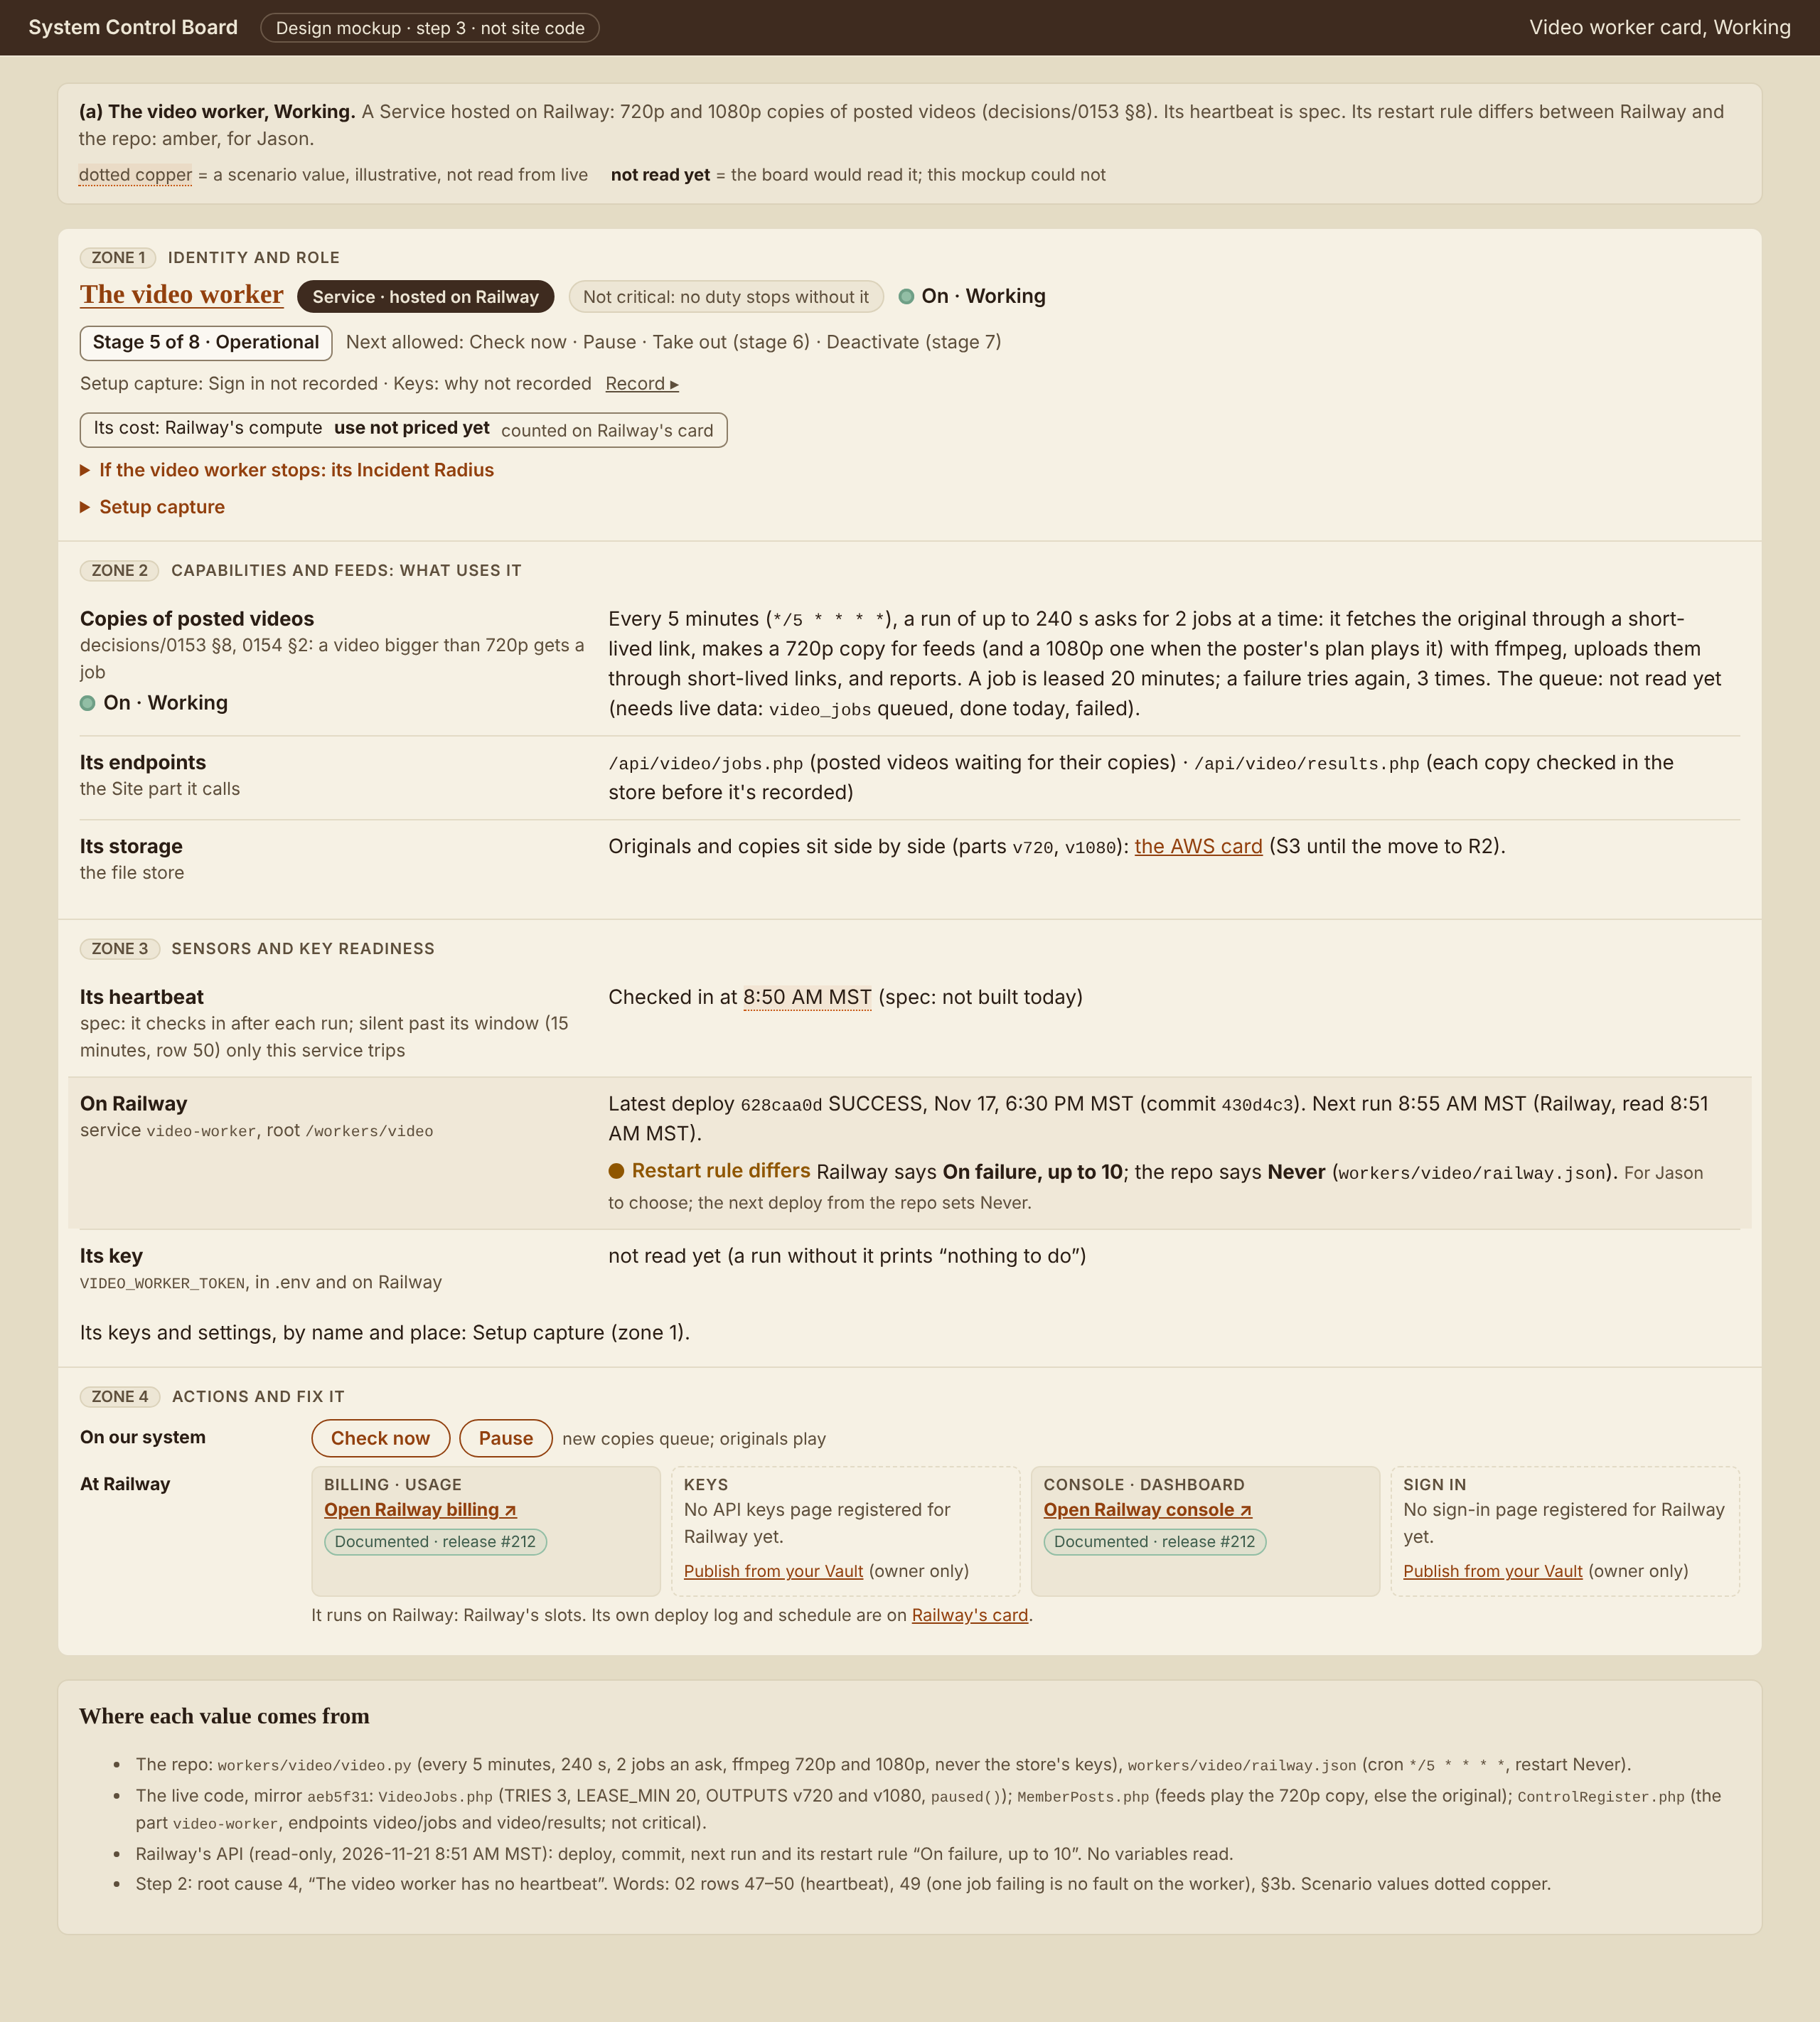 System Control Board
Design mockup · step 3 · not site code
Video worker card, Working
(a) The video worker, Working. A Service hosted on Railway: 720p and 1080p copies of posted videos (decisions/0153 §8). Its heartbeat is spec. Its restart rule differs between Railway and
the repo: amber, for Jason.
dotted copper = a scenario value, illustrative, not read from live not read yet = the board would read it; this mockup could not
ZONE 1 IDENTITY AND ROLE
The video worker Service · hosted on Railway Not critical: no duty stops without it On · Working
Stage 5 of 8 · Operational Next allowed: Check now · Pause · Take out (stage 6) · Deactivate (stage 7)
Setup capture: Sign in not recorded · Keys: why not recorded Record ▸
Its cost: Railway's compute use not priced yet counted on Railway's card
▶ If the video worker stops: its Incident Radius
▶ Setup capture
ZONE 2 CAPABILITIES AND FEEDS: WHAT USES IT
Copies of posted videos
decisions/0153 §8, 0154 §2: a video bigger than 720p gets a
job
On · Working
Every 5 minutes (*/5 * * * *), a run of up to 240 s asks for 2 jobs at a time: it fetches the original through a short-
lived link, makes a 720p copy for feeds (and a 1080p one when the poster's plan plays it) with ffmpeg, uploads them
through short-lived links, and reports. A job is leased 20 minutes; a failure tries again, 3 times. The queue: not read yet
(needs live data: video_jobs queued, done today, failed).
Its endpoints
the Site part it calls
/api/video/jobs.php (posted videos waiting for their copies) · /api/video/results.php (each copy checked in the
store before it's recorded)
Its storage
the file store
Originals and copies sit side by side (parts v720, v1080): the AWS card (S3 until the move to R2).
ZONE 3 SENSORS AND KEY READINESS
Its heartbeat
spec: it checks in after each run; silent past its window (15
minutes, row 50) only this service trips
Checked in at 8:50 AM MST (spec: not built today)
On Railway
service video-worker, root /workers/video
Latest deploy 628caa0d SUCCESS, Nov 17, 6:30 PM MST (commit 430d4c3). Next run 8:55 AM MST (Railway, read 8:51
AM MST).
Restart rule differs Railway says On failure, up to 10; the repo says Never (workers/video/railway.json). For Jason
to choose; the next deploy from the repo sets Never.
Its key
VIDEO_WORKER_TOKEN, in .env and on Railway
not read yet (a run without it prints “nothing to do”)
Its keys and settings, by name and place: Setup capture (zone 1).
ZONE 4 ACTIONS AND FIX IT
On our system
Check now Pause new copies queue; originals play
At Railway
BILLING · USAGE
Open Railway billing ↗
Documented · release #212
KEYS
No API keys page registered for
Railway yet.
Publish from your Vault (owner only)
CONSOLE · DASHBOARD
Open Railway console ↗
Documented · release #212
SIGN IN
No sign-in page registered for Railway
yet.
Publish from your Vault (owner only)
It runs on Railway: Railway's slots. Its own deploy log and schedule are on Railway's card.
Where each value comes from
• The repo: workers/video/video.py (every 5 minutes, 240 s, 2 jobs an ask, ffmpeg 720p and 1080p, never the store's keys), workers/video/railway.json (cron */5 * * * *, restart Never).
• The live code, mirror aeb5f31: VideoJobs.php (TRIES 3, LEASE_MIN 20, OUTPUTS v720 and v1080, paused()); MemberPosts.php (feeds play the 720p copy, else the original); ControlRegister.php (the
part video-worker, endpoints video/jobs and video/results; not critical).
• Railway's API (read-only, 2026-11-21 8:51 AM MST): deploy, commit, next run and its restart rule “On failure, up to 10”. No variables read.
• Step 2: root cause 4, “The video worker has no heartbeat”. Words: 02 rows 47–50 (heartbeat), 49 (one job failing is no fault on the worker), §3b. Scenario values dotted copper.